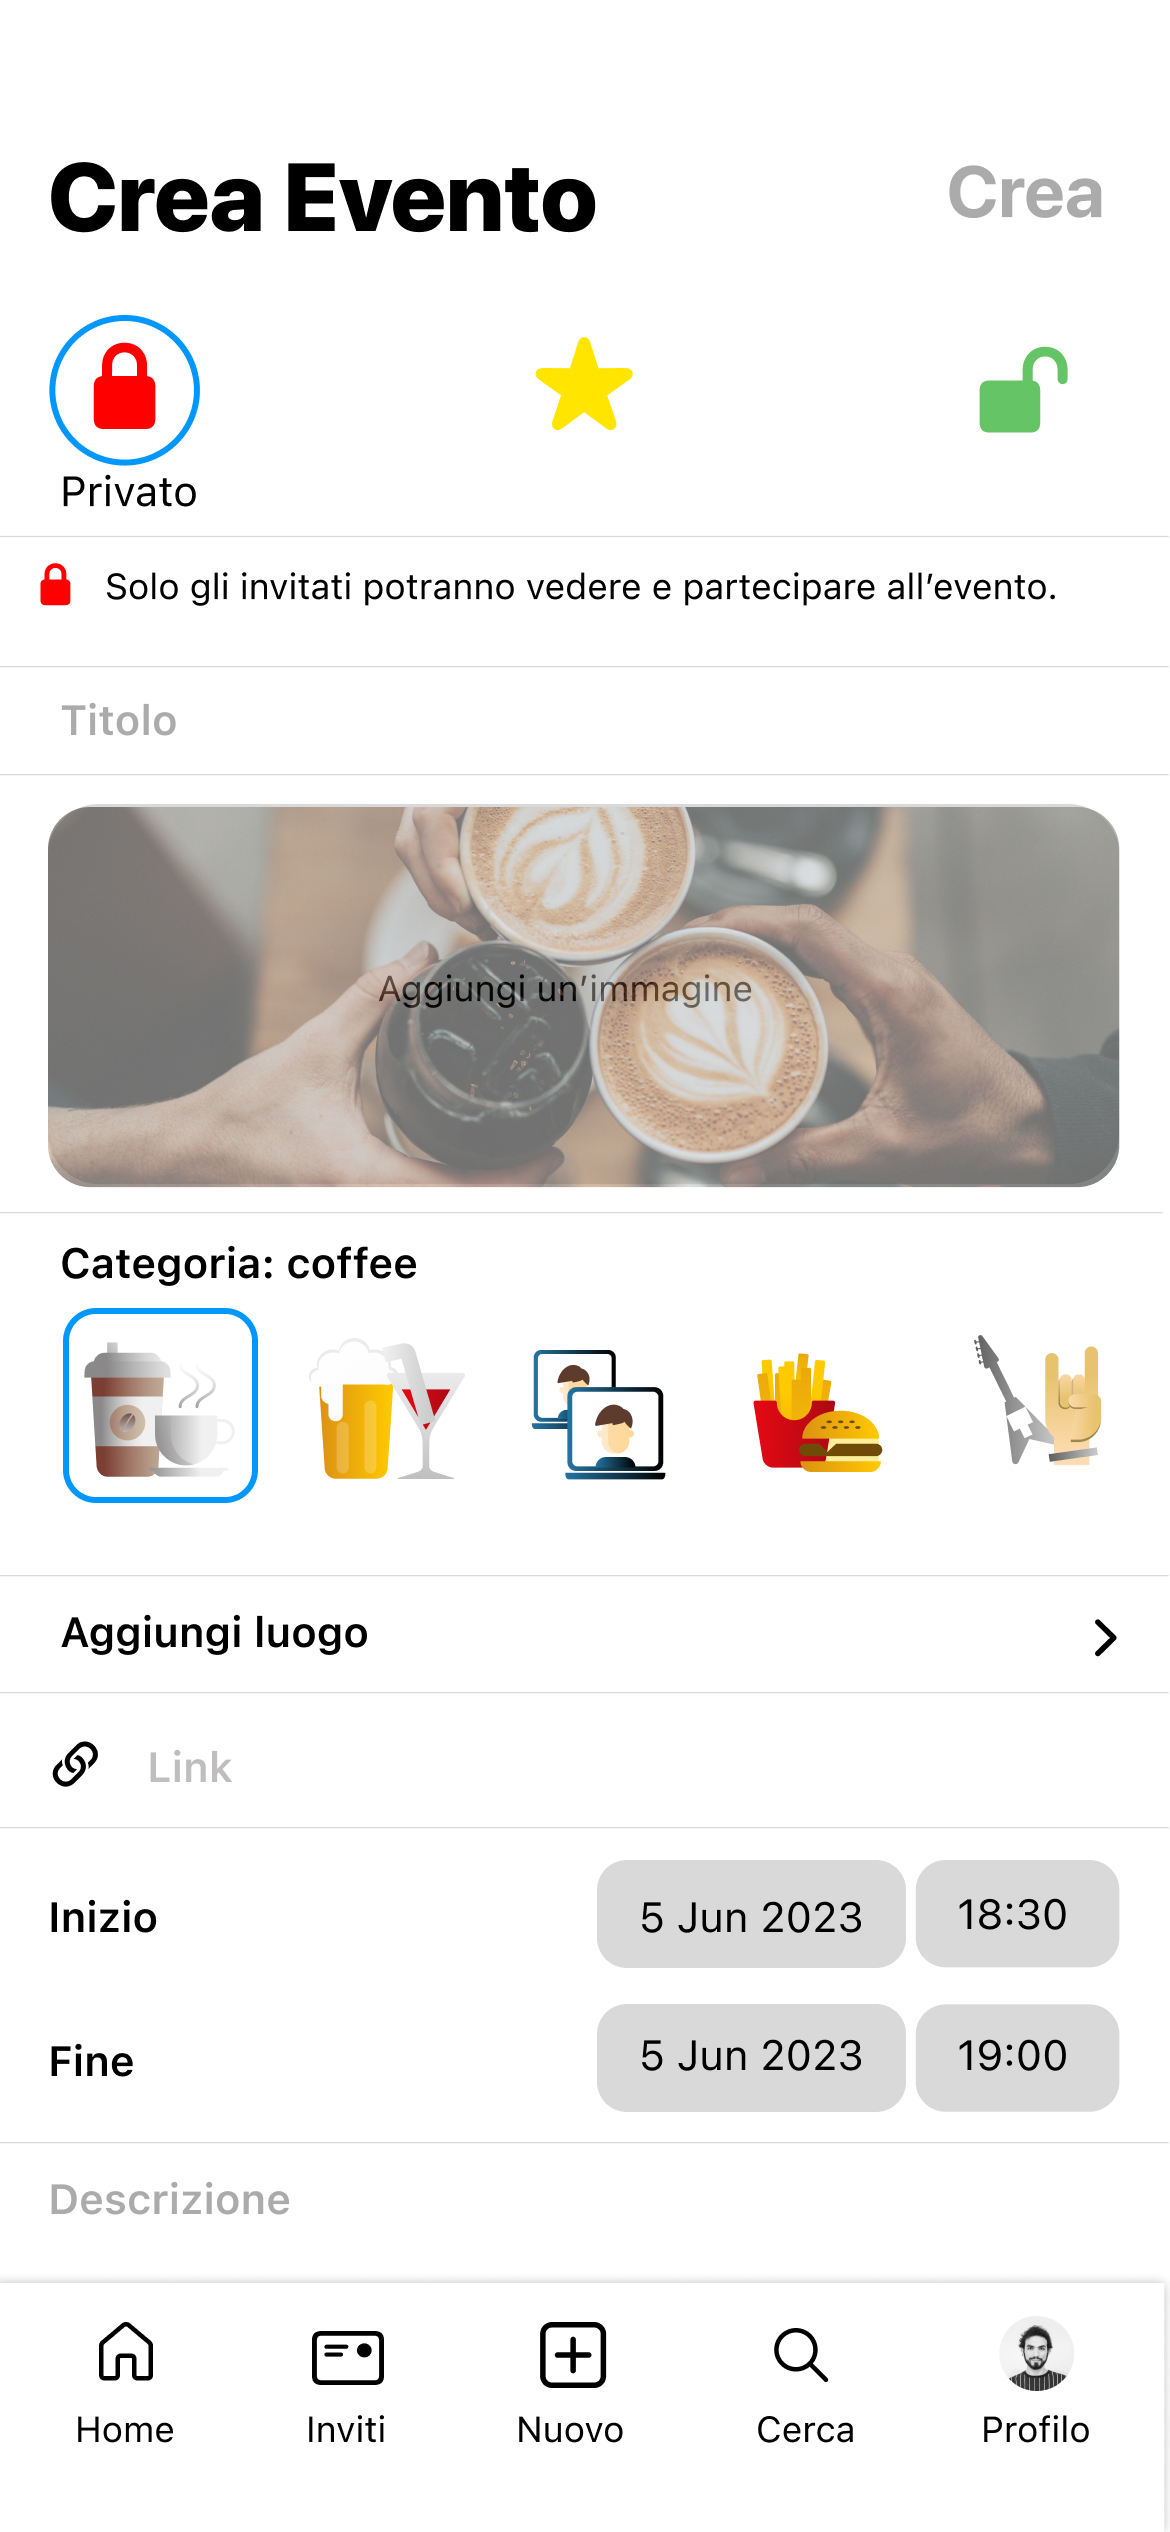 Crea Evento
Crea
Privato
Solo gli invitati potranno vedere e partecipare all’evento.
Titolo
Aggiungi un’immagine
Categoria: coffee
Aggiungi luogo
Link
Inizio
5 Jun 2023
18:30
Fine
5 Jun 2023
19:00
Descrizione
Home
Inviti
Nuovo
Cerca
Profilo